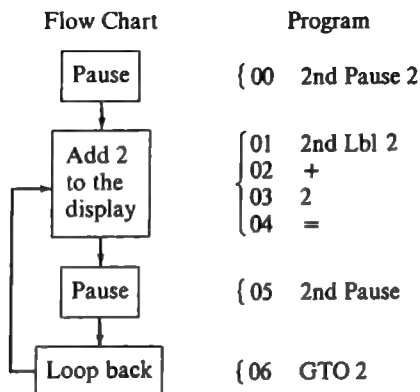 Flow Chart Program
Pause { 00 2nd Pause 2
Add 2 { 01 2nd Lbl 2
to the 02 +
display 03 2
04 =
Pause { 05 2nd Pause
Loop back { 06 GTO 2